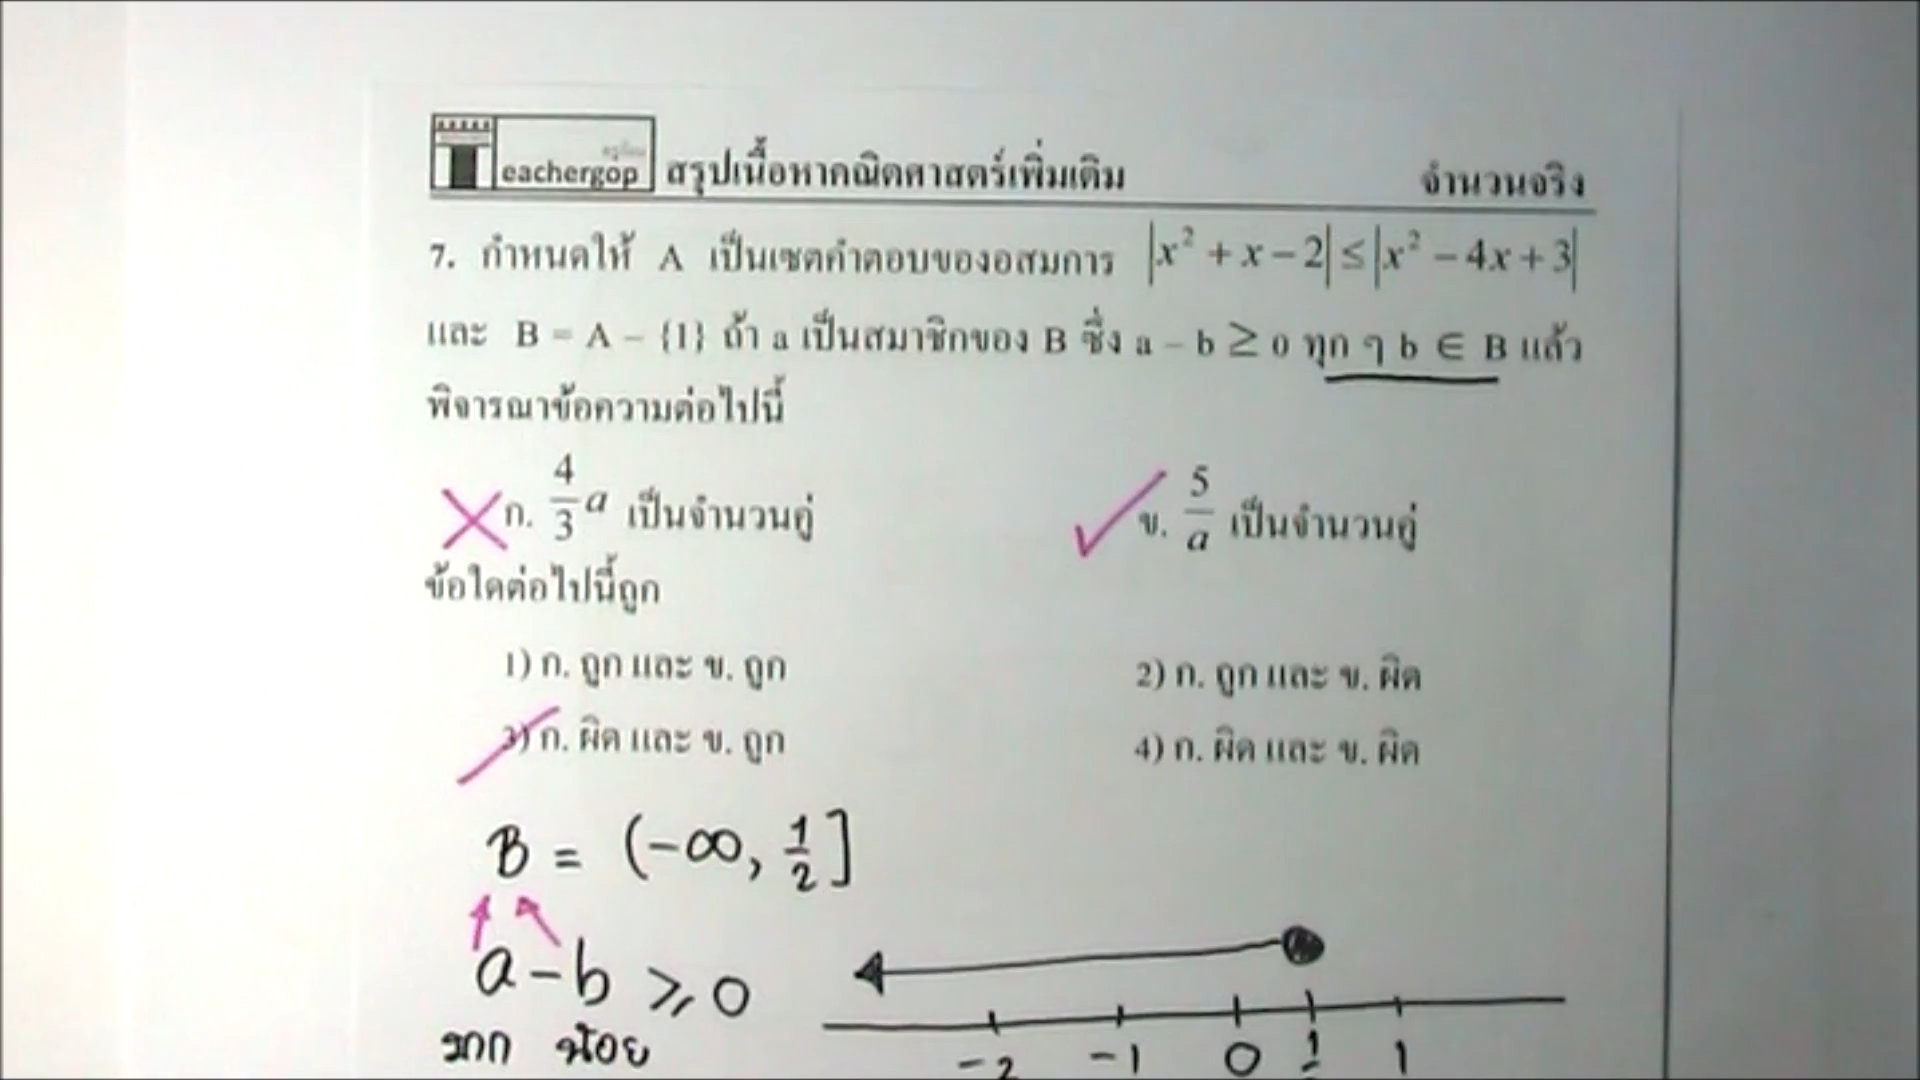 eachergop สรุปเนื้อหาคณิตศาสตร์เพิ่มเติม จำนวนจริง
7. กำหนดให้ A เป็นเซตคำตอบของอสมการ |x² + x − 2| ≤ |x² − 4x + 3|
และ B = A − {1} ถ้า a เป็นสมาชิกของ B ซึ่ง a − b ≥ 0 ทุก ๆ b ∈ B แล้ว
พิจารณาข้อความต่อไปนี้
ก. 4/3 a เป็นจำนวนคู่ ข. 5/a เป็นจำนวนคู่
ข้อใดต่อไปนี้ถูก
1) ก. ถูก และ ข. ถูก 2) ก. ถูก และ ข. ผิด
3) ก. ผิด และ ข. ถูก 4) ก. ผิด และ ข. ผิด
B = (-∞, 1/2]
a - b ≥ 0
มาก น้อย
-2 -1 0 1 1